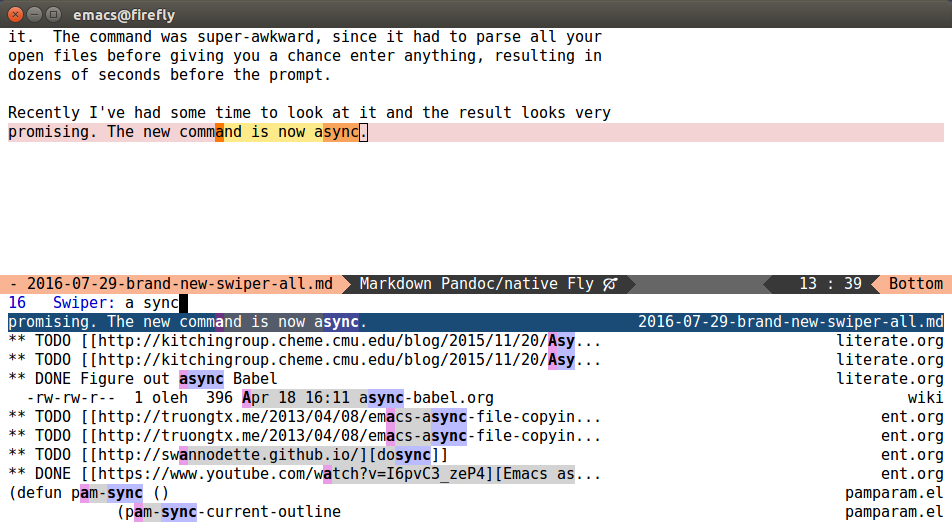 emacs@firefly
it.  The command was super-awkward, since it had to parse all your
open files before giving you a chance enter anything, resulting in
dozens of seconds before the prompt.
Recently I've had some time to look at it and the result looks very
promising. The new command is now async.
- 2016-07-29-brand-new-swiper-all.md Markdown Pandoc/native Fly 13 : 39 Bottom
16   Swiper: a sync
promising. The new command is now async. 2016-07-29-brand-new-swiper-all.md
** TODO [[http://kitchingroup.cheme.cmu.edu/blog/2015/11/20/Asy... literate.org
** TODO [[http://kitchingroup.cheme.cmu.edu/blog/2015/11/20/Asy... literate.org
** DONE Figure out async Babel literate.org
-rw-rw-r--  1 oleh  396 Apr 18 16:11 async-babel.org wiki
** TODO [[http://truongtx.me/2013/04/08/emacs-async-file-copyin... ent.org
** TODO [[http://truongtx.me/2013/04/08/emacs-async-file-copyin... ent.org
** TODO [[http://swannodette.github.io/][dosync]] ent.org
** DONE [[https://www.youtube.com/watch?v=I6pvC3_zeP4][Emacs as... ent.org
(defun pam-sync () pamparam.el
(pam-sync-current-outline pamparam.el